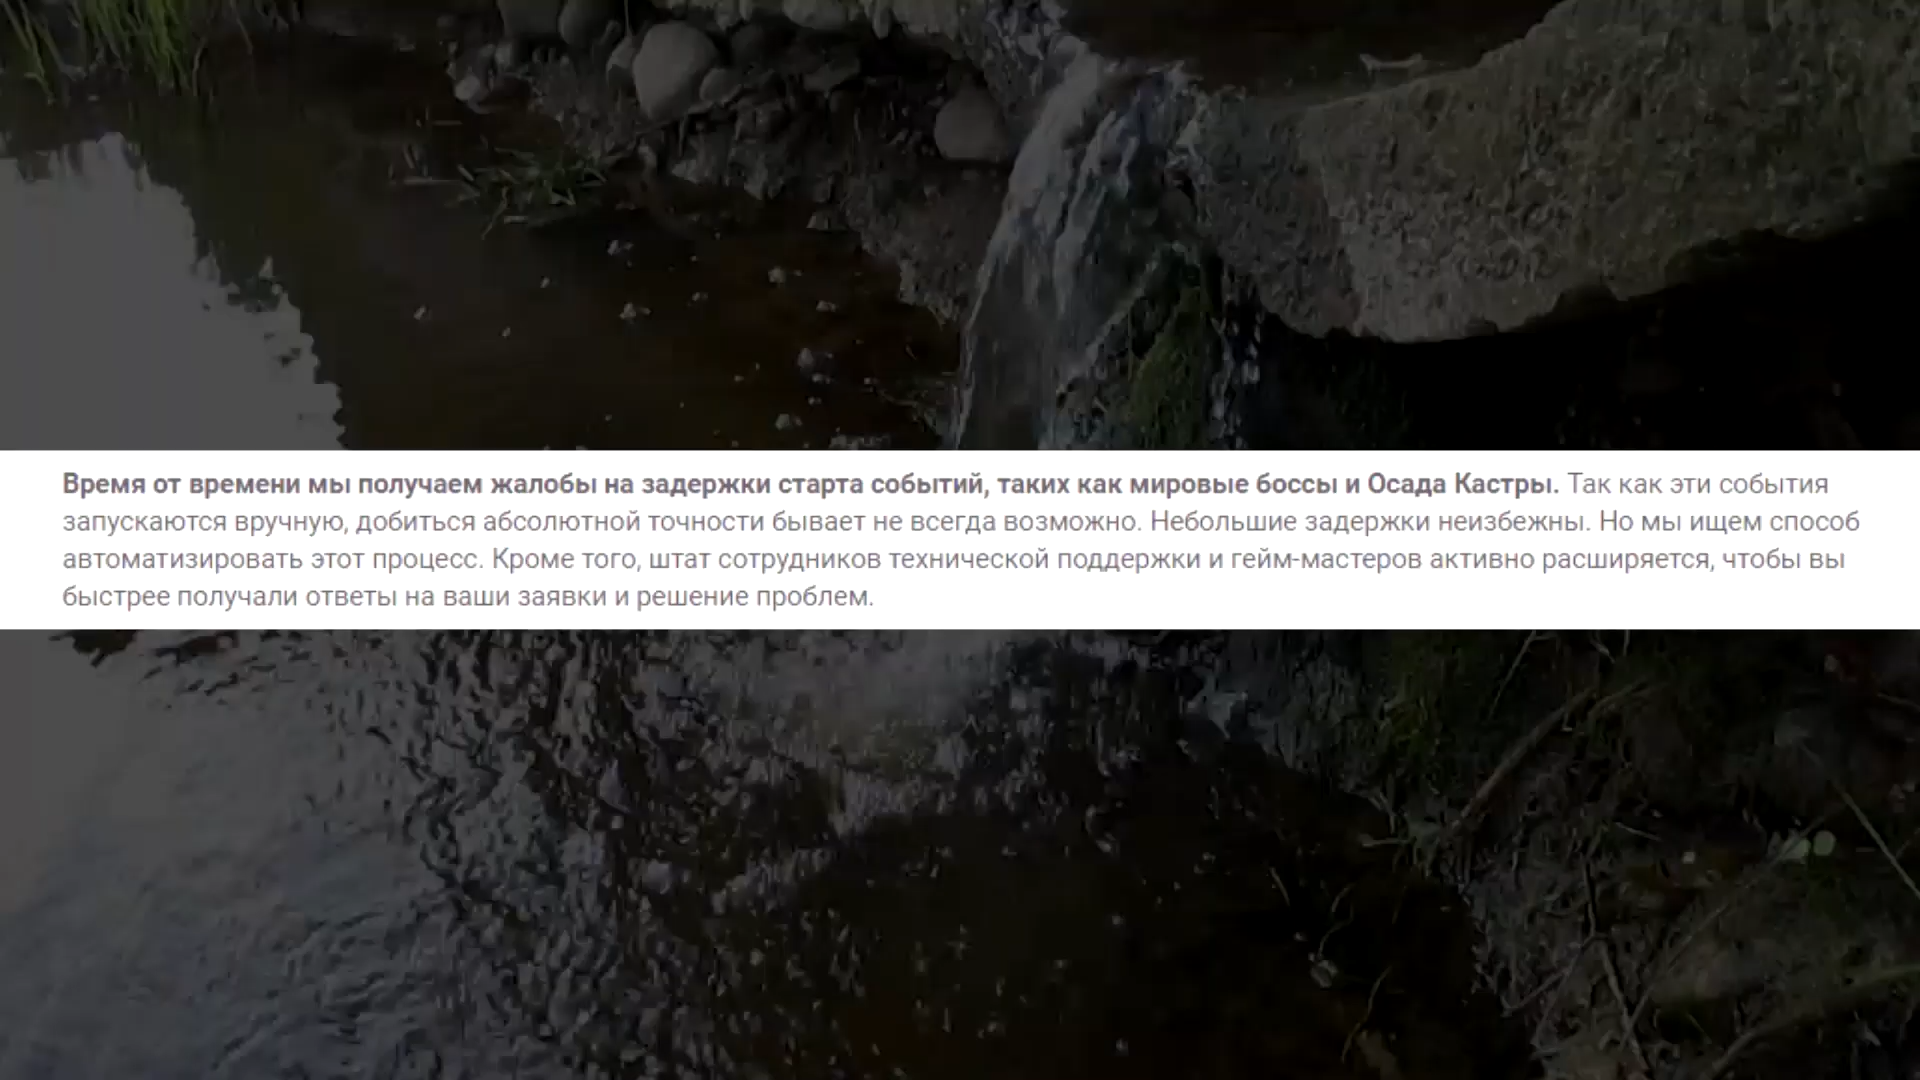 Время от времени мы получаем жалобы на задержки старта событий, таких как мировые боссы и Осада Кастры. Так как эти события
запускаются вручную, добиться абсолютной точности бывает не всегда возможно. Небольшие задержки неизбежны. Но мы ищем способ
автоматизировать этот процесс. Кроме того, штат сотрудников технической поддержки и гейм-мастеров активно расширяется, чтобы вы
быстрее получали ответы на ваши заявки и решение проблем.